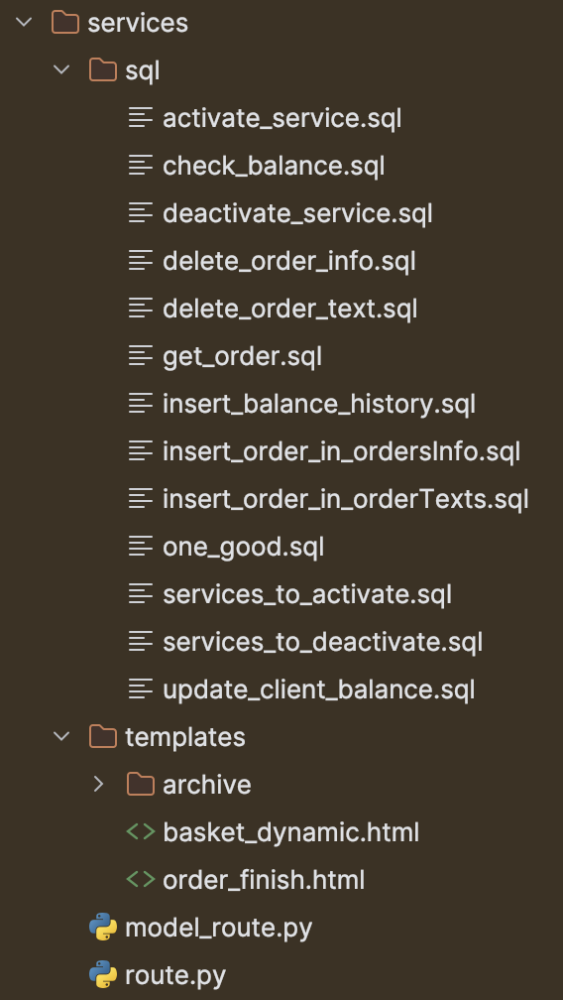 services
sql
activate_service.sql
check_balance.sql
deactivate_service.sql
delete_order_info.sql
delete_order_text.sql
get_order.sql
insert_balance_history.sql
insert_order_in_ordersInfo.sql
insert_order_in_orderTexts.sql
one_good.sql
services_to_activate.sql
services_to_deactivate.sql
update_client_balance.sql
templates
archive
basket_dynamic.html
order_finish.html
model_route.py
route.py